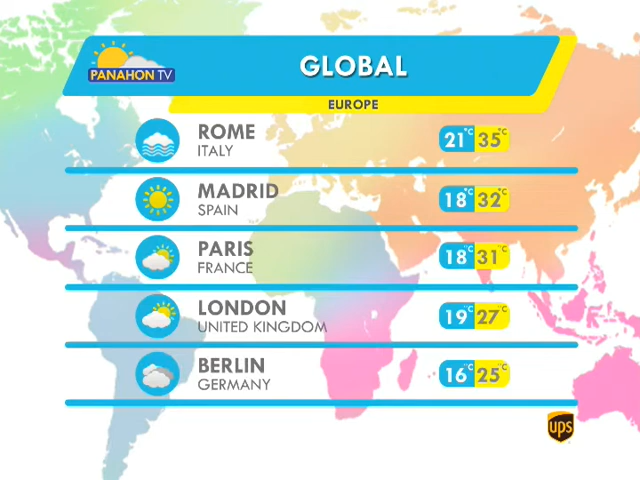 PANAHON TV
GLOBAL
EUROPE
ROME
ITALY
21°C 35°C
MADRID
SPAIN
18°C 32°C
PARIS
FRANCE
18°C 31°C
LONDON
UNITED KINGDOM
19°C 27°C
BERLIN
GERMANY
16°C 25°C
ups